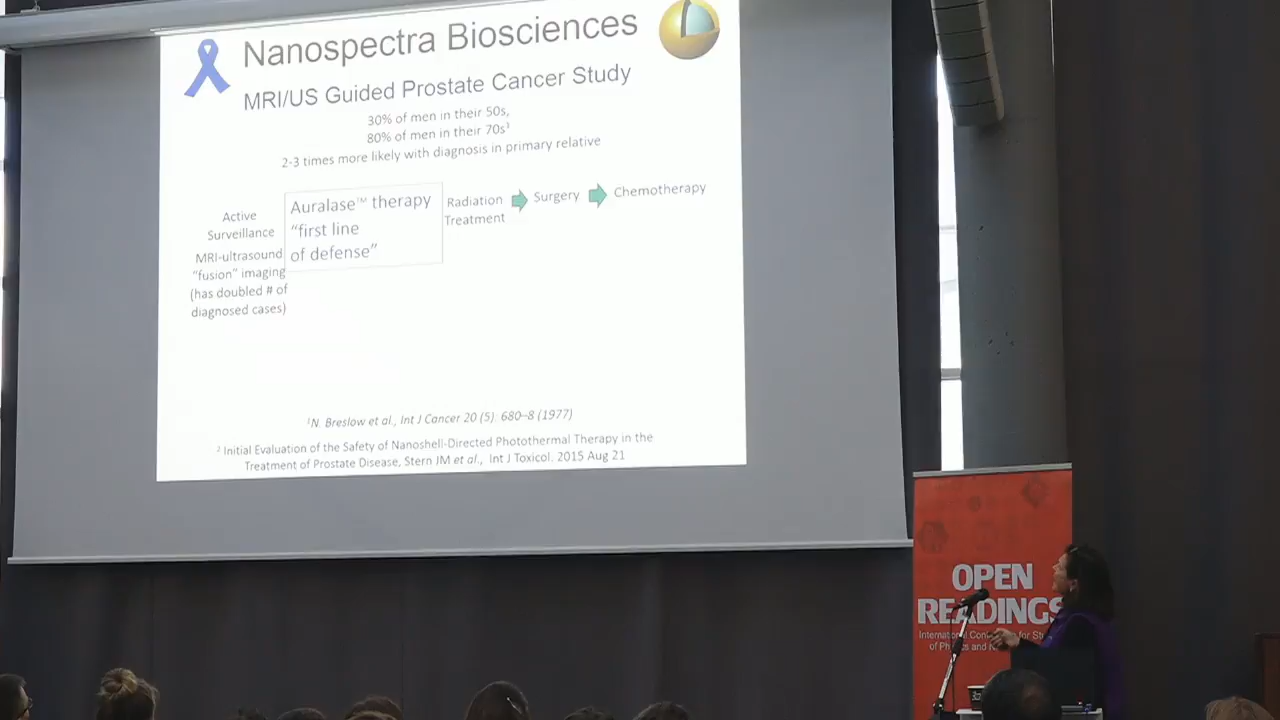 Nanospectra Biosciences
MRI/US Guided Prostate Cancer Study
30% of men in their 50s,
80% of men in their 70s¹
2-3 times more likely with diagnosis in primary relative
Active
Surveillance
MRI-ultrasound
"fusion" imaging
(has doubled # of
diagnosed cases)
Auralase™ therapy
"first line
of defense"
Radiation
Treatment
Surgery
Chemotherapy
¹N. Breslow et al., Int J Cancer 20 (5): 680–8 (1977)
² Initial Evaluation of the Safety of Nanoshell-Directed Photothermal Therapy in the
Treatment of Prostate Disease, Stern JM et al., Int J Toxicol. 2015 Aug 21
OPEN
READINGS
International for
of and